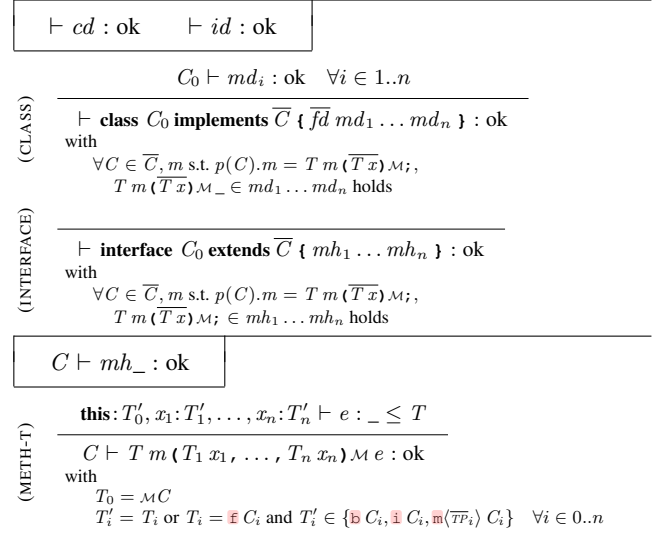 ⊢ cd : ok ⊢ id : ok
C₀ ⊢ mdᵢ : ok ∀i ∈ 1..n
(CLASS)
⊢ class C₀ implements C̅ { f̅d̅ md₁ … mdₙ } : ok
with
∀C ∈ C̅, m s.t. p(C).m = T m(T̅ x̅)ℳ;,
T m(T̅ x̅)ℳ_ ∈ md₁ … mdₙ holds
(INTERFACE)
⊢ interface C₀ extends C̅ { mh₁ … mhₙ } : ok
with
∀C ∈ C̅, m s.t. p(C).m = T m(T̅ x̅)ℳ;,
T m(T̅ x̅)ℳ; ∈ mh₁ … mhₙ holds
C ⊢ mh_ : ok
this:T′₀, x₁:T′₁, …, xₙ:T′ₙ ⊢ e : _ ≤ T
(METH-T)
C ⊢ T m(T₁ x₁, …, Tₙ xₙ)ℳ e : ok
with
T₀ = ℳ C
T′ᵢ = Tᵢ or Tᵢ = f Cᵢ and T′ᵢ ∈ {b Cᵢ, i Cᵢ, m⟨T̅P̅ᵢ⟩ Cᵢ} ∀i ∈ 0..n